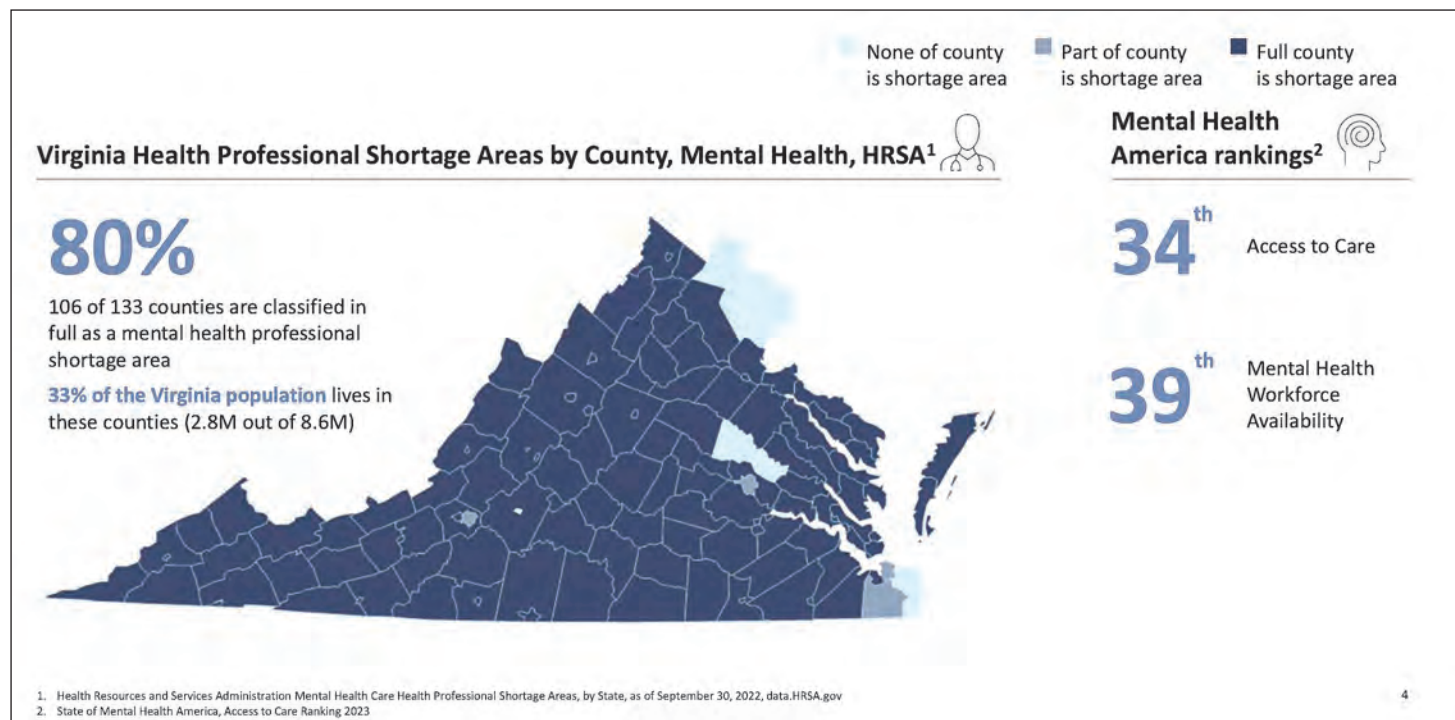 None of county
is shortage area
Part of county
is shortage area
Full county
is shortage area
Virginia Health Professional Shortage Areas by County, Mental Health, HRSA1
Mental Health
America rankings2
80%
106 of 133 counties are classified in
full as a mental health professional
shortage area
33% of the Virginia population lives in
these counties (2.8M out of 8.6M)
34th
Access to Care
39th
Mental Health
Workforce
Availability
1. Health Resources and Services Administration Mental Health Care Health Professional Shortage Areas, by State, as of September 30, 2022, data.HRSA.gov
2. State of Mental Health America, Access to Care Ranking 2023
4